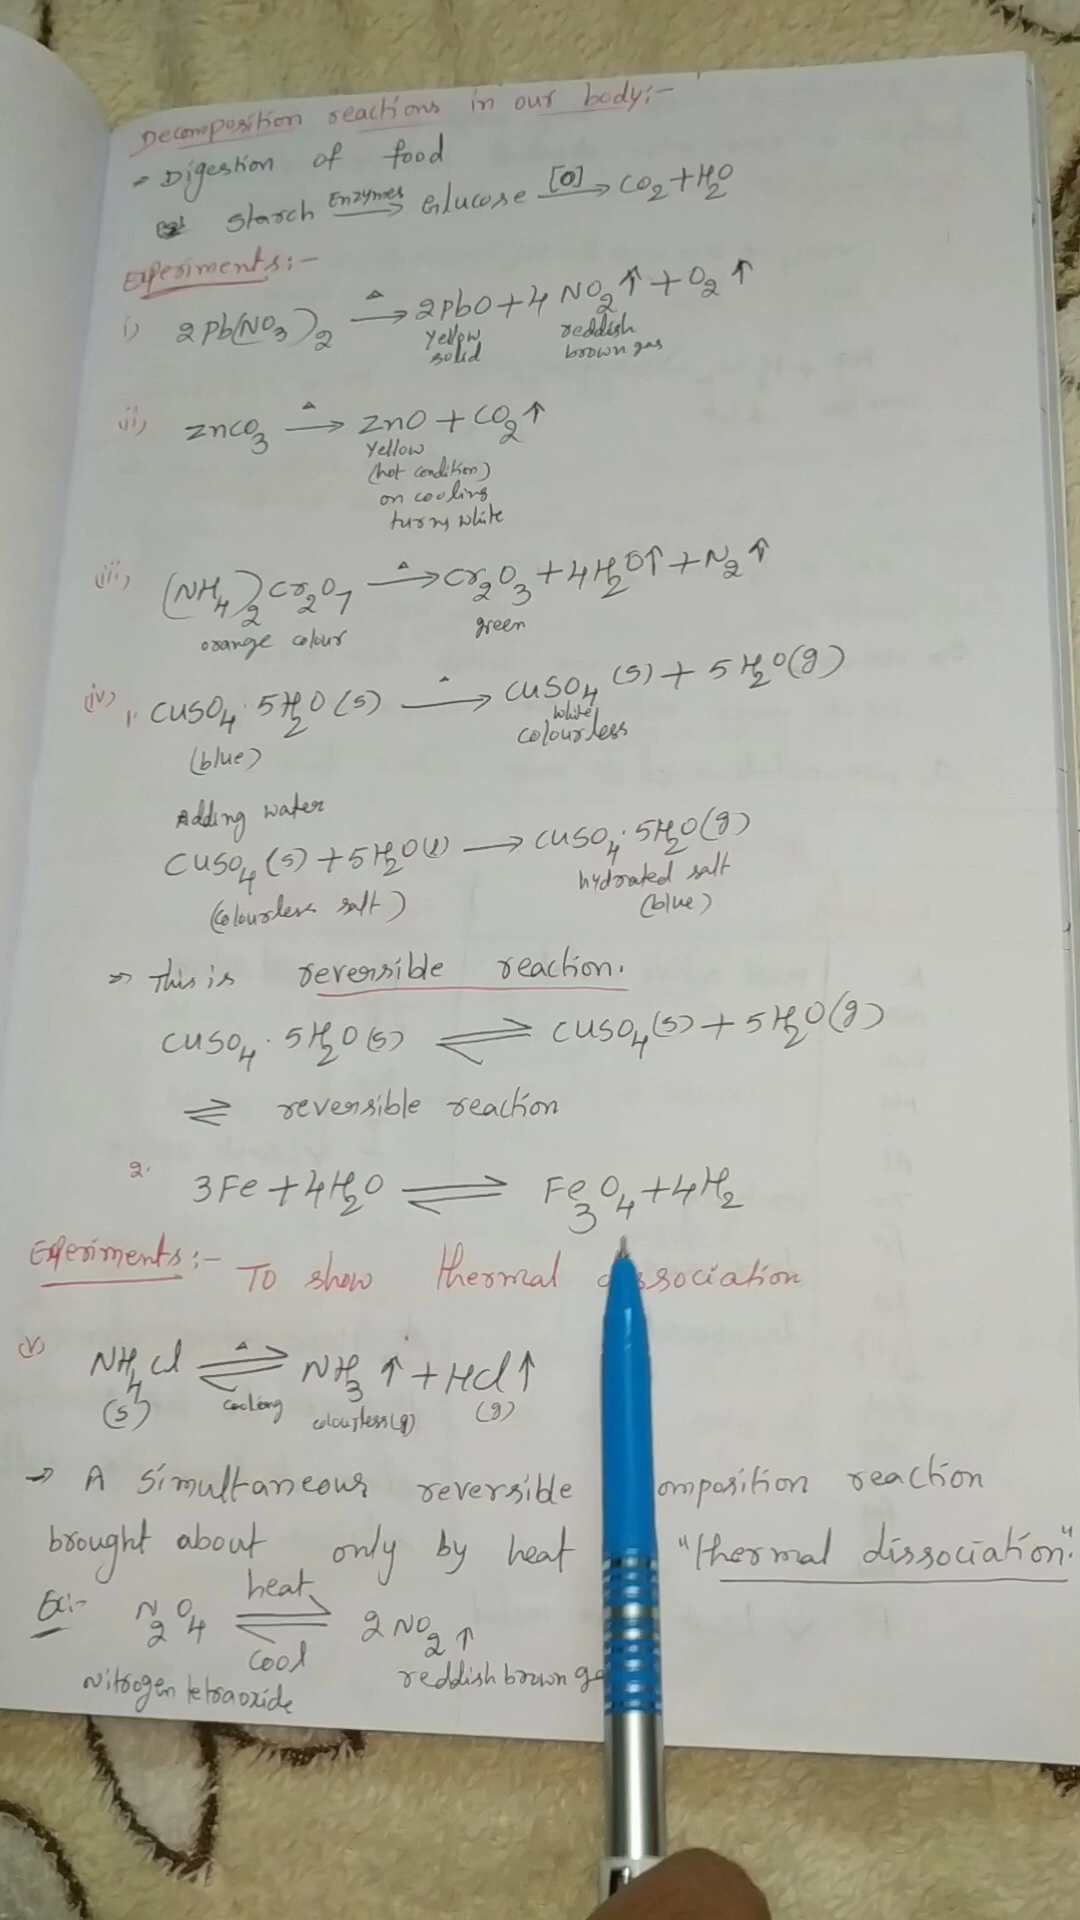 Decomposition reactions in our body:-
⇒ Digestion of food
Starch Enzymes→ Glucose [O]→ CO2 + H2O
Experiments:-
i) 2Pb(NO3)2 Δ→ 2PbO + 4NO2↑ + O2↑
Yellow solid reddish brown gas
ii) ZnCO3 Δ→ ZnO + CO2↑
Yellow
(hot condition)
on cooling
turns white
iii) (NH4)2Cr2O7 Δ→ Cr2O3 + 4H2O↑ + N2↑
orange colour green
iv) 1. CuSO4·5H2O(s) Δ→ CuSO4(s) + 5H2O(g)
(blue) white colourless
Adding water
CuSO4(s) + 5H2O(l) → CuSO4·5H2O(g)
(colourless salt) hydrated salt
(blue)
⇒ This is reversible reaction.
CuSO4·5H2O(s) ⇌ CuSO4(s) + 5H2O(g)
⇌ reversible reaction
2. 3Fe + 4H2O ⇌ Fe3O4 + 4H2
Experiments:- To show thermal ssociation
(v) NH4Cl Δ⇌ NH3↑ + HCl↑
(s) cooling colourless(g) (g)
→ A simultaneous reversible omposition reaction
brought about only by heat "thermal dissociation".
Ex:- N2O4 heat⇌ 2NO2↑
cool
Nitrogen tetraoxide reddish brown ga